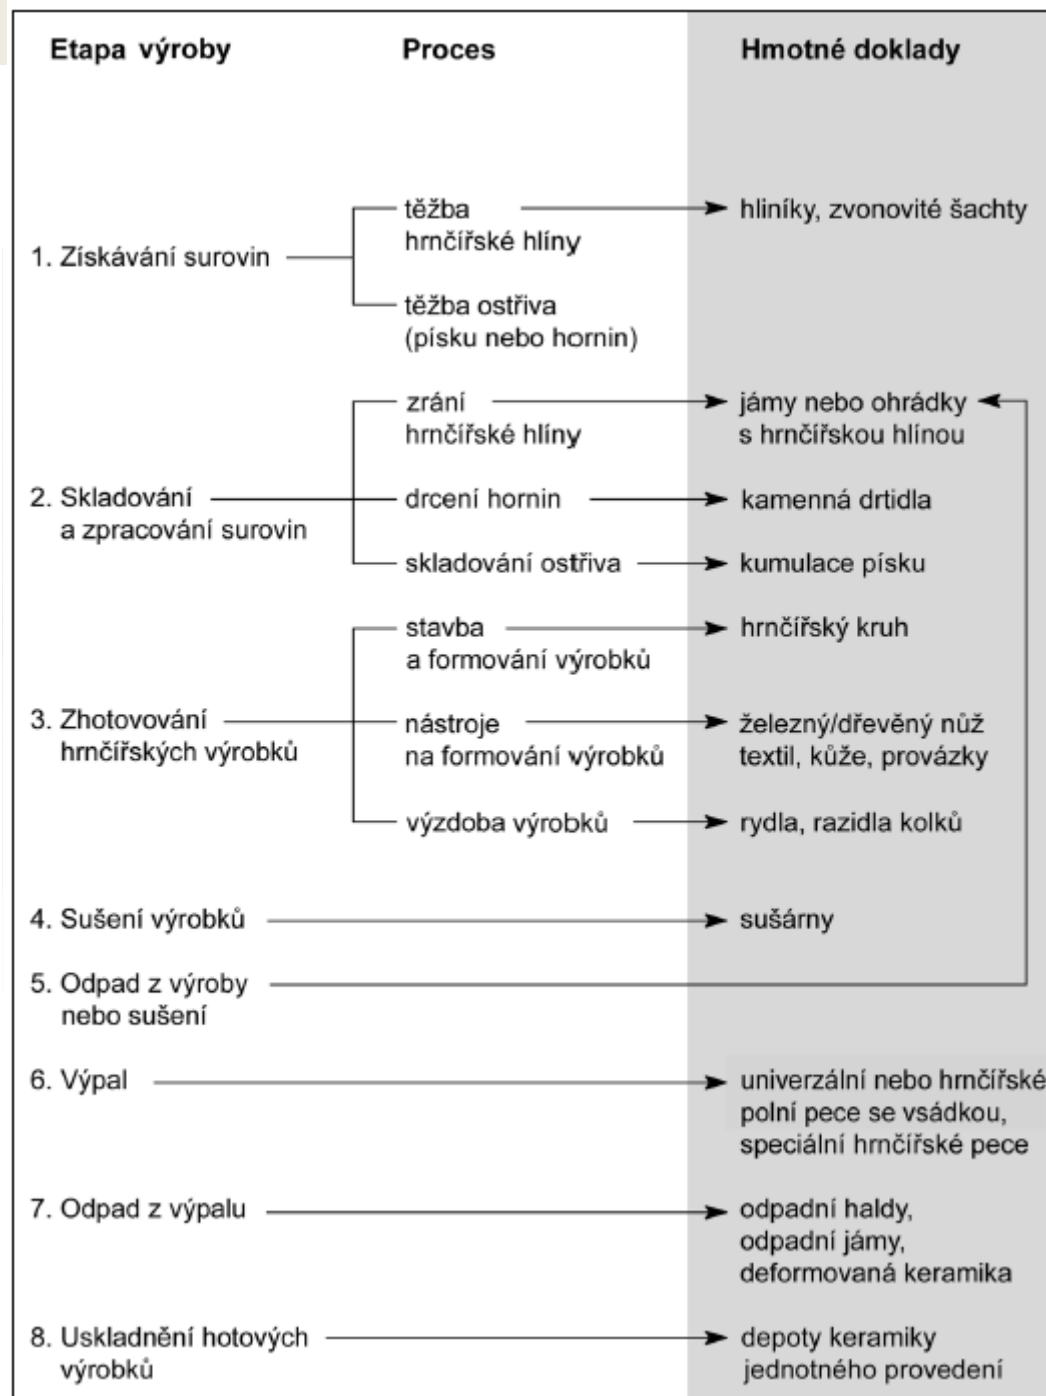 Etapa výroby Proces Hmotné doklady
těžba hliníky, zvonovité šachty
hrnčířské hlíny
1. Získávání surovin
těžba ostřiva
(písku nebo hornin)
zrání jámy nebo ohrádky
hrnčířské hlíny s hrnčířskou hlínou
2. Skladování drcení hornin kamenná drtidla
a zpracování surovin
skladování ostřiva kumulace písku
stavba hrnčířský kruh
a formování výrobků
3. Zhotovování nástroje železný/dřevěný nůž
hrnčířských výrobků na formování výrobků textil, kůže, provázky
výzdoba výrobků rydla, razidla kolků
4. Sušení výrobků sušárny
5. Odpad z výroby
nebo sušení
6. Výpal univerzální nebo hrnčířské
polní pece se vsádkou,
speciální hrnčířské pece
7. Odpad z výpalu odpadní haldy,
odpadní jámy,
deformovaná keramika
8. Uskladnění hotových depoty keramiky
výrobků jednotného provedení